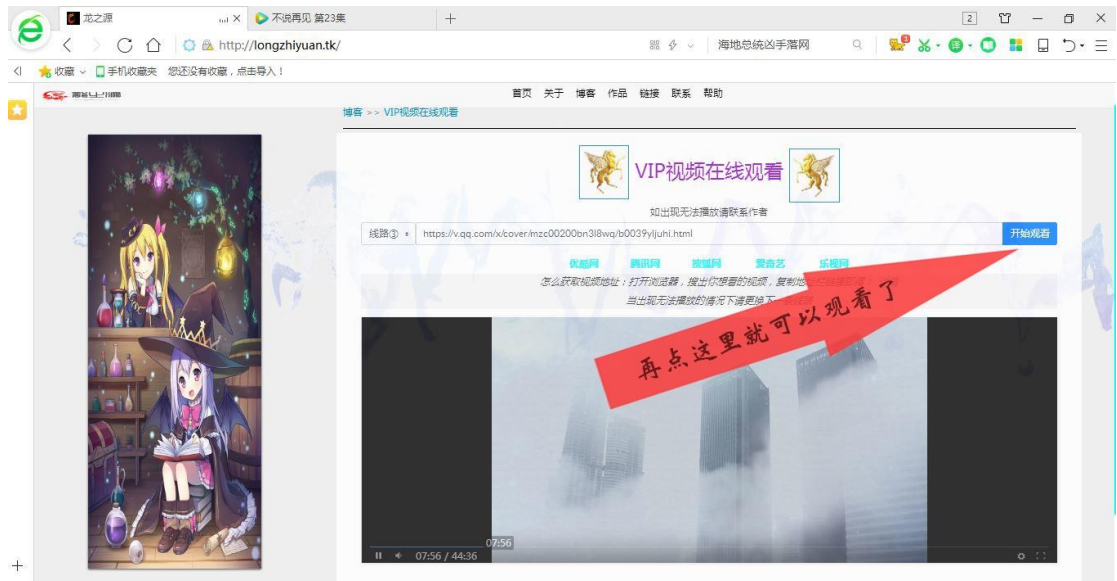 龙之源
不说再见 第23集
2
http://longzhiyuan.tk/
海地总统凶手落网
收藏
手机收藏夹
您还没有收藏，点击导入！
首页 关于 博客 作品 链接 联系 帮助
博客 >> VIP视频在线观看
VIP视频在线观看
如出现无法播放请联系作者
线路① https://v.qq.com/x/cover/mzc00200bn3l8wq/b0039yljuhi.html 开始观看
优酷网 腾讯网 搜狐网 爱奇艺 乐视网
怎么获取视频地址：打开浏览器，搜出你想看的视频，复制地
当出现无法播放的情况下请更换下
再点这里就可以观看了
07:56
07:56 / 44:36